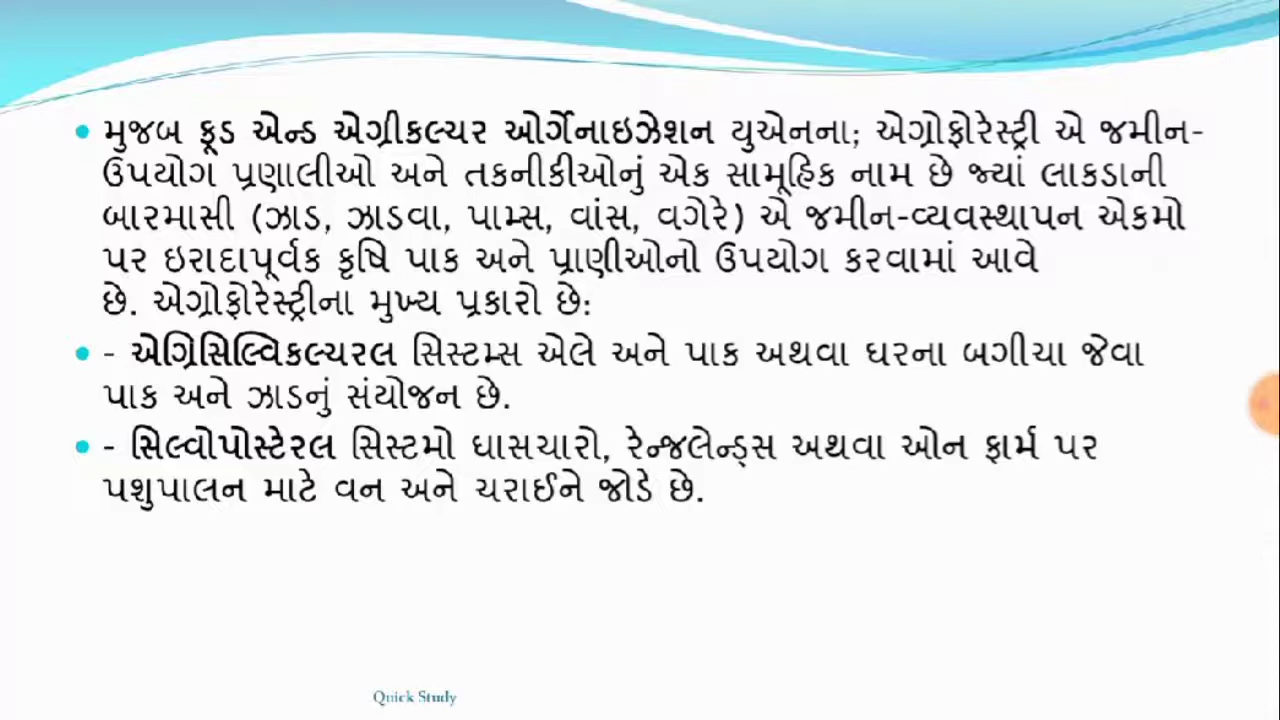 મુજબ ફૂડ એન્ડ એગ્રીકલ્ચર ઓર્ગેનાઇઝેશન યુએનના; એગ્રોફોરેસ્ટ્રી એ જમીન-
ઉપયોગ પ્રણાલીઓ અને તકનીકીઓનું એક સામૂહિક નામ છે જ્યાં લાકડાની
બારમાસી (ઝાડ, ઝાડવા, પામ્સ, વાંસ, વગેરે) એ જમીન-વ્યવસ્થાપન એકમો
પર ઇરાદાપૂર્વક કૃષિ પાક અને પ્રાણીઓનો ઉપયોગ કરવામાં આવે
છે. એગ્રોફોરેસ્ટ્રીના મુખ્ય પ્રકારો છે:
- એગ્રિસિલ્વિકલ્ચરલ સિસ્ટમ્સ એલે અને પાક અથવા ઘરના બગીચા જેવા
પાક અને ઝાડનું સંયોજન છે.
- સિલ્વોપોસ્ટેરલ સિસ્ટમો ઘાસચારો, રેન્જલેન્ડ્સ અથવા ઓન ફાર્મ પર
પશુપાલન માટે વન અને ચરાઈને જોડે છે.
Quick Study